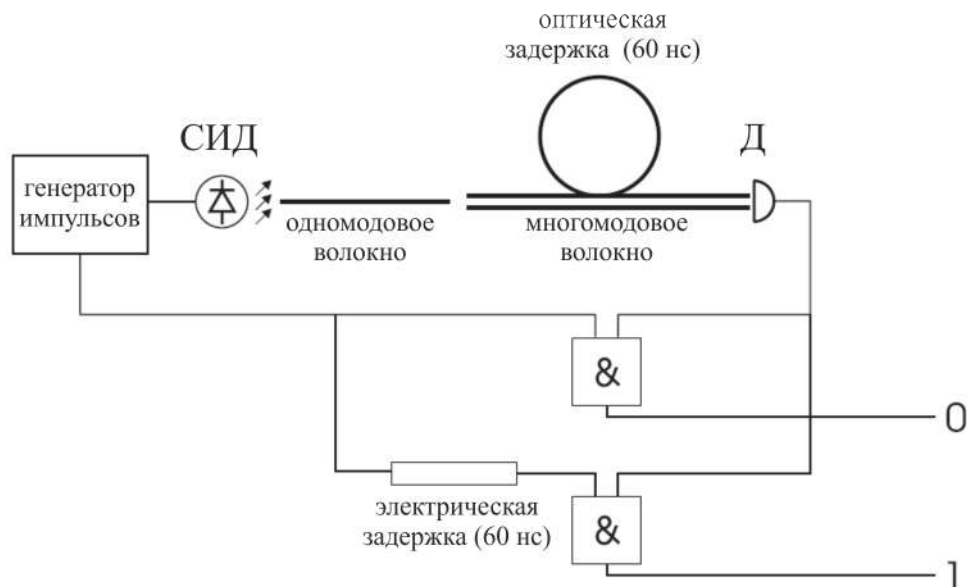 оптическая
задержка (60 нс)
СИД
Д
генератор
импульсов
одномодовое
волокно
многомодовое
волокно
&
0
электрическая
задержка (60 нс)
&
1